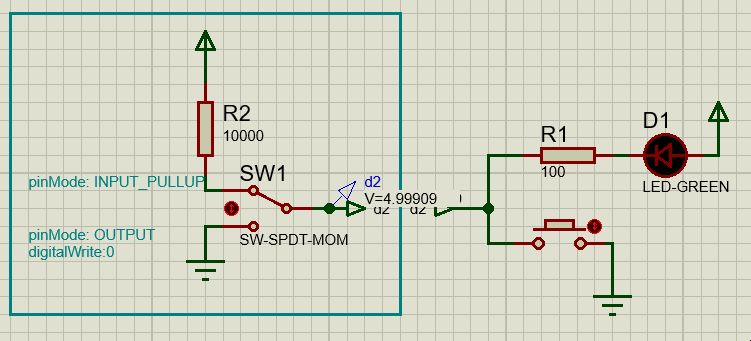 R2
10000
pinMode: INPUT_PULLUP
SW1
d2
V=4.99909
d2
d2
SW-SPDT-MOM
pinMode: OUTPUT
digitalWrite:0
R1
100
D1
LED-GREEN